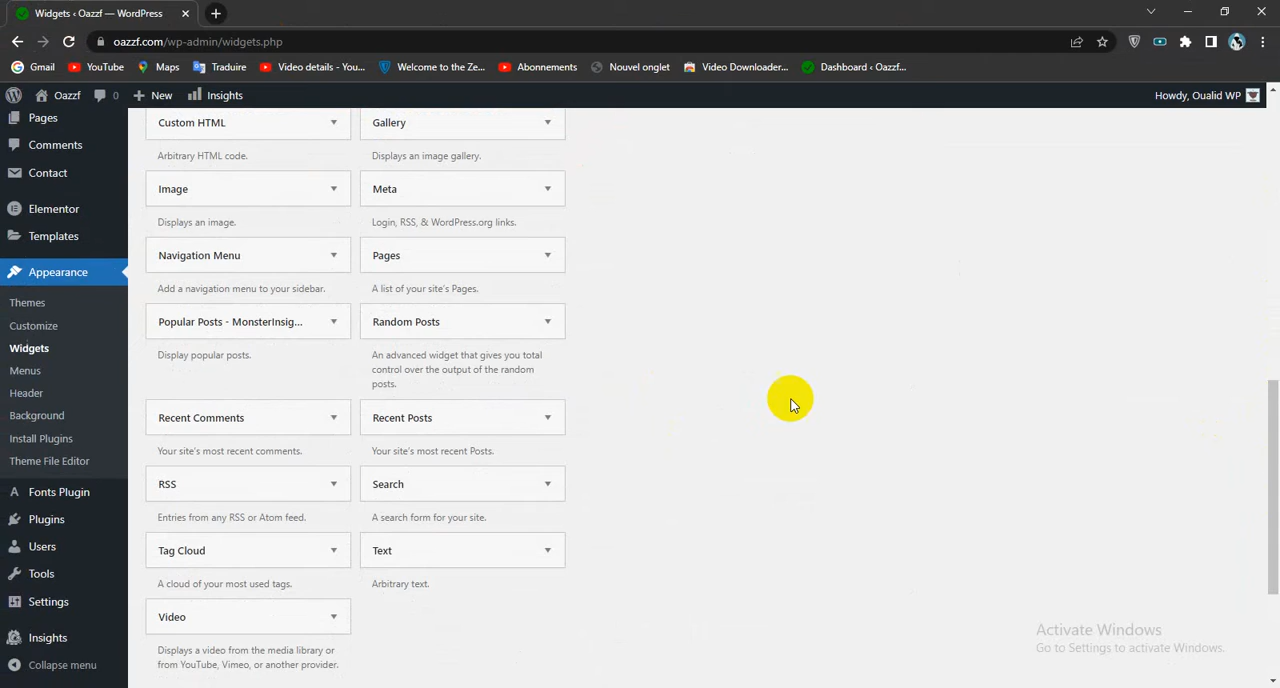 Widgets ‹ Oazzf — WordPress
oazzf.com/wp-admin/widgets.php
Gmail
YouTube
Maps
Traduire
Video details - You...
Welcome to the Ze...
Abonnements
Nouvel onglet
Video Downloader...
Dashboard ‹ Oazzf...
Oazzf
0
New
Insights
Howdy, Oualid WP
Pages
Comments
Contact
Elementor
Templates
Appearance
Themes
Customize
Widgets
Menus
Header
Background
Install Plugins
Theme File Editor
Fonts Plugin
Plugins
Users
Tools
Settings
Insights
Collapse menu
Custom HTML
Arbitrary HTML code.
Gallery
Displays an image gallery.
Image
Displays an image.
Meta
Login, RSS, & WordPress.org links.
Navigation Menu
Add a navigation menu to your sidebar.
Pages
A list of your site's Pages.
Popular Posts - MonsterInsig...
Display popular posts.
Random Posts
An advanced widget that gives you total
control over the output of the random
posts.
Recent Comments
Your site's most recent comments.
Recent Posts
Your site's most recent Posts.
RSS
Entries from any RSS or Atom feed.
Search
A search form for your site.
Tag Cloud
A cloud of your most used tags.
Text
Arbitrary text.
Video
Displays a video from the media library or
from YouTube, Vimeo, or another provider.
Activate Windows
Go to Settings to activate Windows.